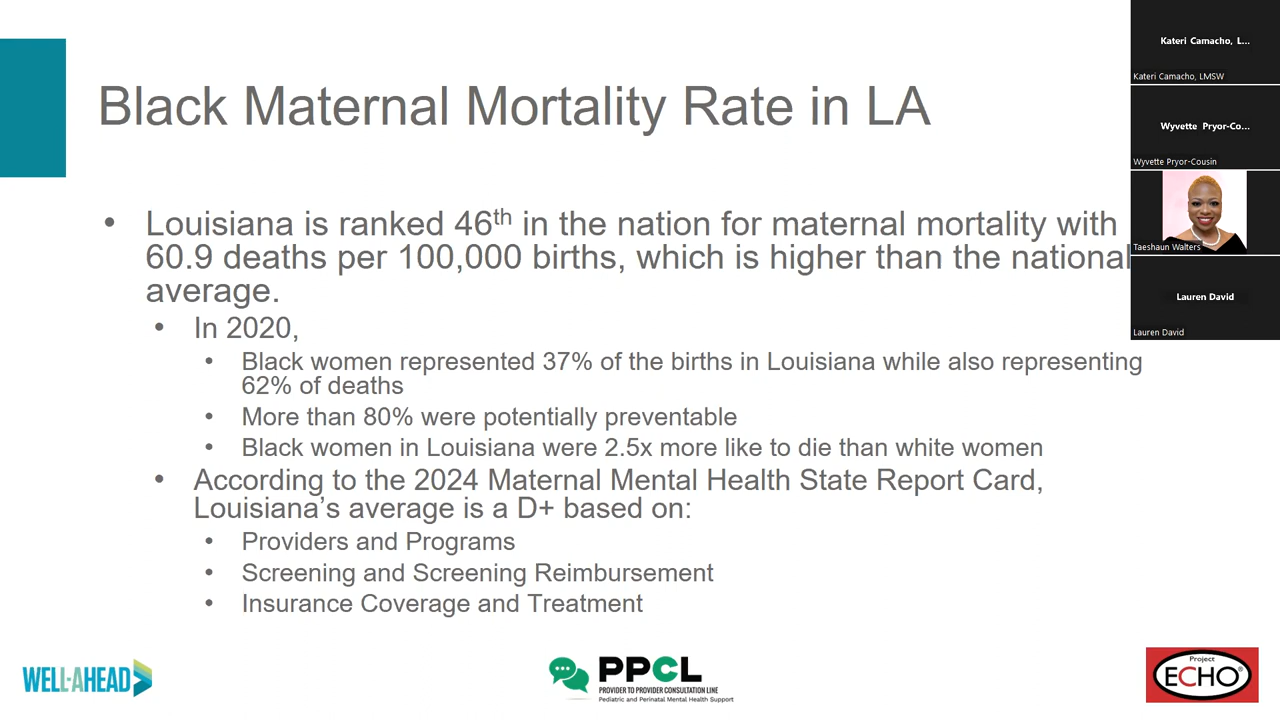 Black Maternal Mortality Rate in LA
• Louisiana is ranked 46th in the nation for maternal mortality with
60.9 deaths per 100,000 births, which is higher than the national
average.
• In 2020,
• Black women represented 37% of the births in Louisiana while also representing
62% of deaths
• More than 80% were potentially preventable
• Black women in Louisiana were 2.5x more like to die than white women
• According to the 2024 Maternal Mental Health State Report Card,
Louisiana's average is a D+ based on:
• Providers and Programs
• Screening and Screening Reimbursement
• Insurance Coverage and Treatment
Kateri Camacho, L...
Kateri Camacho, LMSW
Wyvette Pryor-Co...
Wyvette Pryor-Cousin
Taeshaun Walters
Lauren David
Lauren David
WELL-AHEAD
PPCL
PROVIDER TO PROVIDER CONSULTATION LINE
Pediatric and Perinatal Mental Health Support
Project
ECHO®